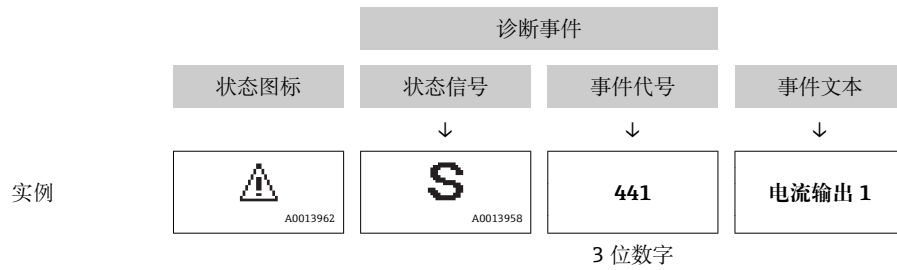 诊断事件
状态图标 状态信号 事件代号 事件文本
↓ ↓ ↓
实例 S 441 电流输出 1
A0013962 A0013958
3 位数字